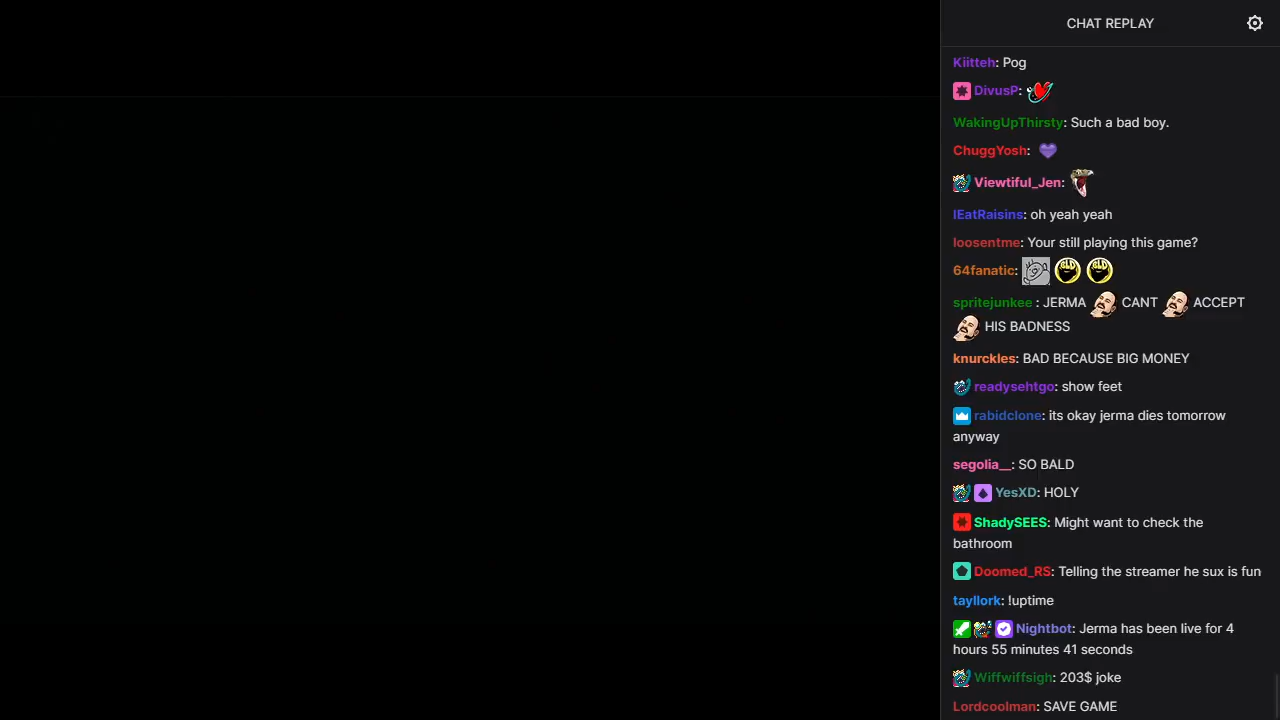 CHAT REPLAY
Kiitteh: Pog
DivusP:
WakingUpThirsty: Such a bad boy.
ChuggYosh:
Viewtiful_Jen:
IEatRaisins: oh yeah yeah
loosentme: Your still playing this game?
64fanatic:
spritejunkee : JERMA CANT ACCEPT
HIS BADNESS
knurckles: BAD BECAUSE BIG MONEY
readysehtgo: show feet
rabidclone: its okay jerma dies tomorrow
anyway
segolia__: SO BALD
YesXD: HOLY
ShadySEES: Might want to check the
bathroom
Doomed_RS: Telling the streamer he sux is fun
tayllork: !uptime
Nightbot: Jerma has been live for 4
hours 55 minutes 41 seconds
Wiffwiffsigh: 203$ joke
Lordcoolman: SAVE GAME